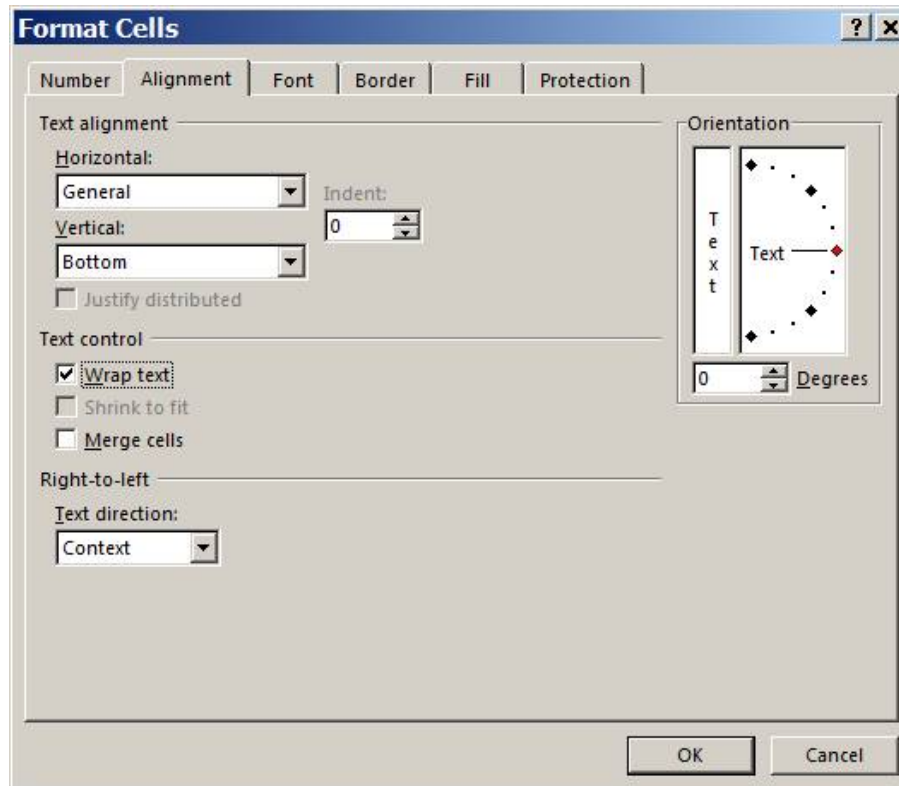 Format Cells
Number Alignment Font Border Fill Protection
Text alignment
Horizontal:
General
Indent:
0
Vertical:
Bottom
Justify distributed
Text control
Wrap text
Shrink to fit
Merge cells
Right-to-left
Text direction:
Context
Orientation
Text
Text
0 Degrees
OK Cancel